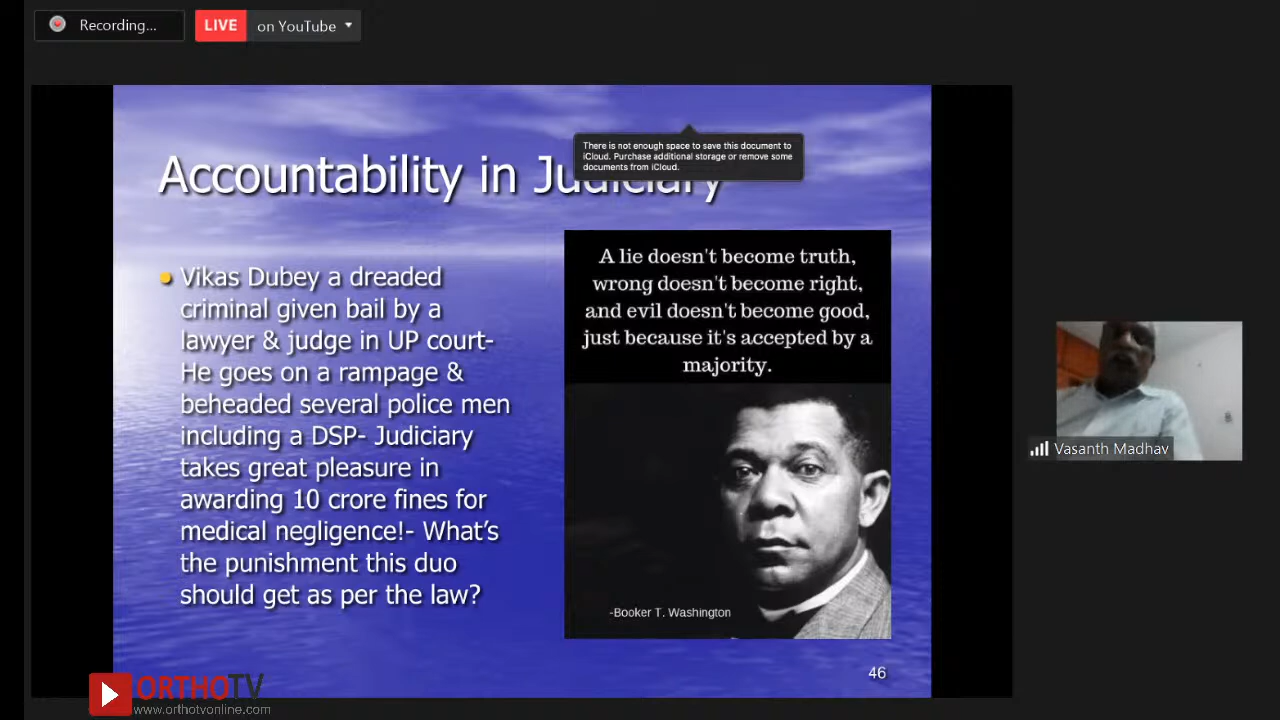 Recording...
LIVE on YouTube
There is not enough space to save this document to
iCloud. Purchase additional storage or remove some
documents from iCloud.
Accountability in Judiciary
Vikas Dubey a dreaded
criminal given bail by a
lawyer & judge in UP court-
He goes on a rampage &
beheaded several police men
including a DSP- Judiciary
takes great pleasure in
awarding 10 crore fines for
medical negligence!- What's
the punishment this duo
should get as per the law?
A lie doesn't become truth,
wrong doesn't become right,
and evil doesn't become good,
just because it's accepted by a
majority.
-Booker T. Washington
46
Vasanth Madhav
ORTHOTV
www.orthotvonline.com